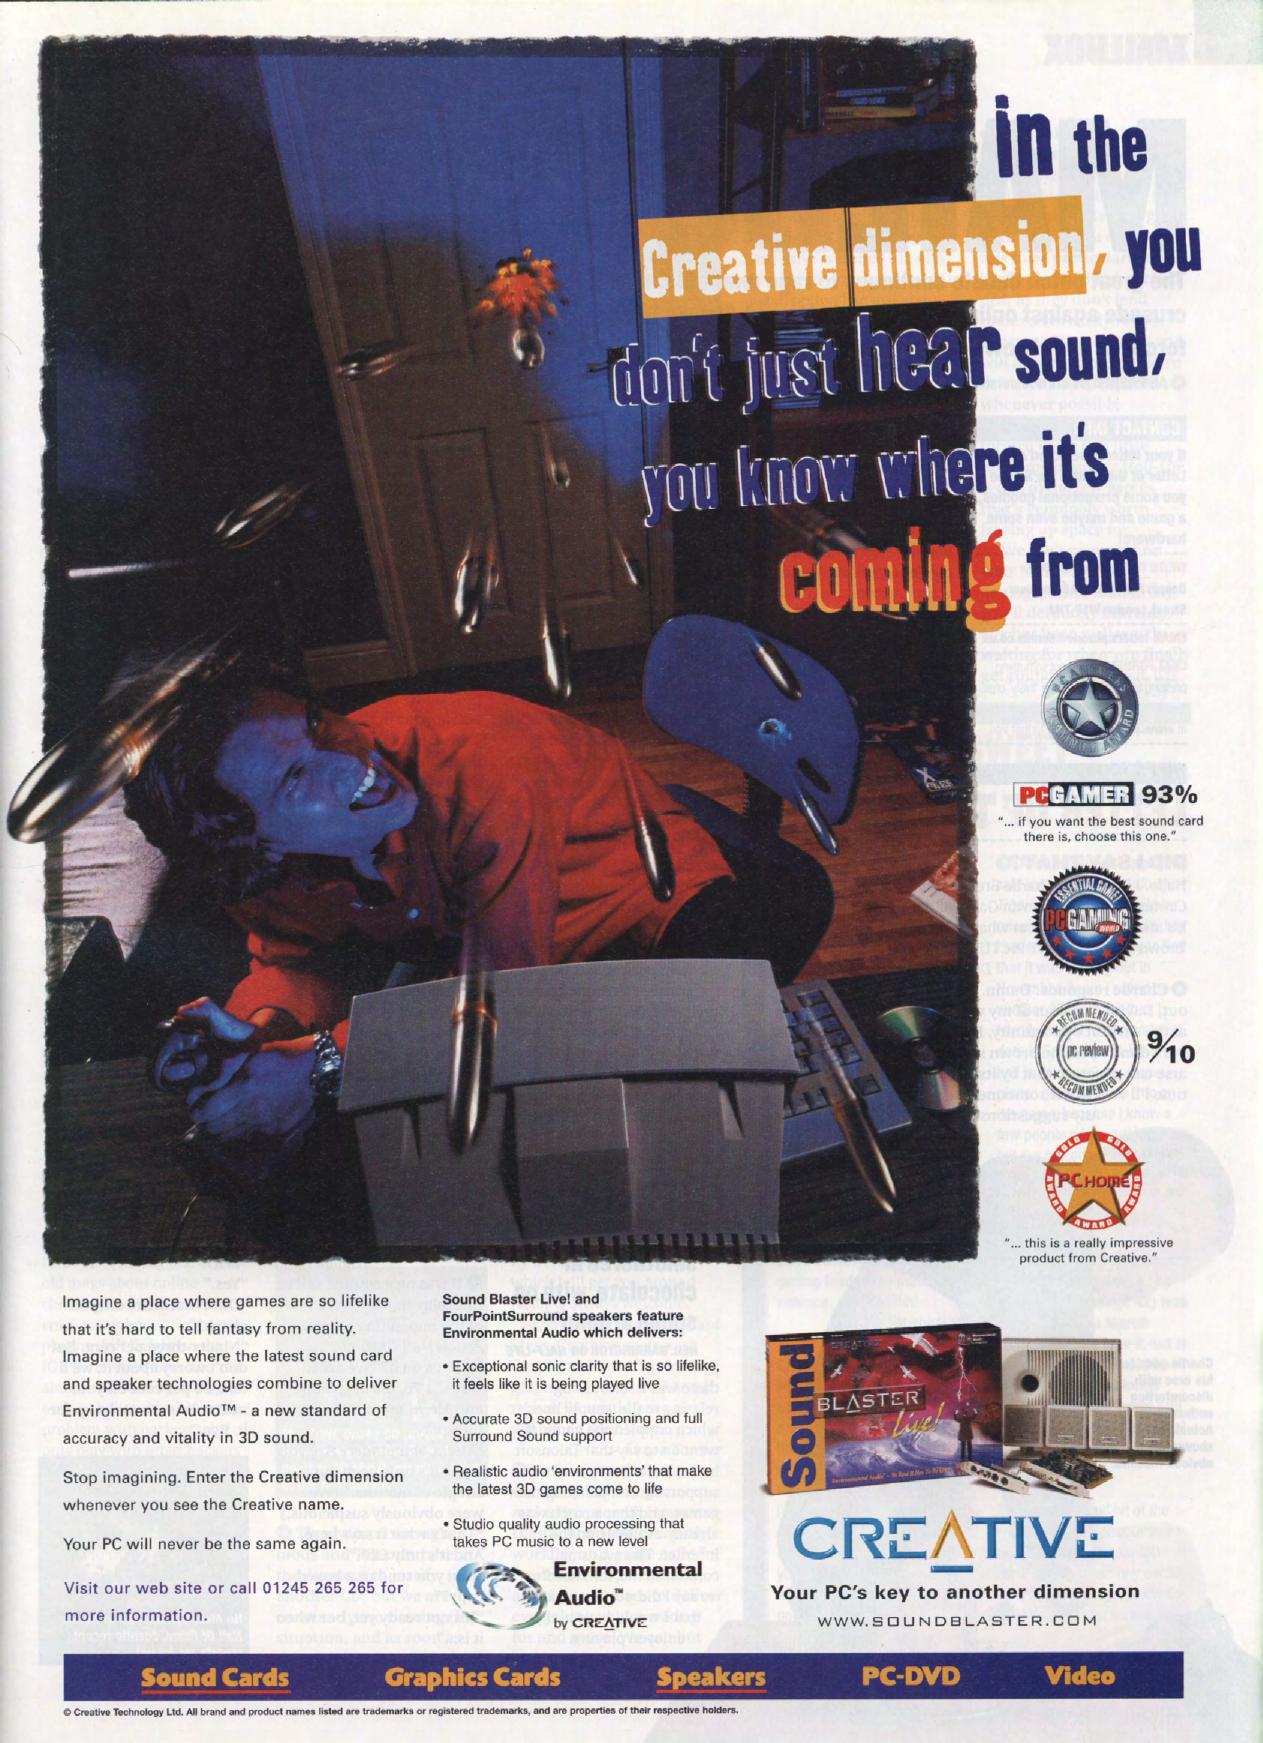 in the
Creative dimension, you
don't just hear sound,
you know where it's
coming from
PC GAMER
PLATINUM AWARD
PCGAMER 93%
"... if you want the best sound card
there is, choose this one."
ESSENTIAL GAME!
PC GAMING
WORLD
RECOMMENDED
pc review
RECOMMENDED
9/10
GOLD GOLD
AWARD PC HOME AWARD
AWARD
"... this is a really impressive
product from Creative."
Imagine a place where games are so lifelike
that it's hard to tell fantasy from reality.
Imagine a place where the latest sound card
and speaker technologies combine to deliver
Environmental Audio™ - a new standard of
accuracy and vitality in 3D sound.
Stop imagining. Enter the Creative dimension
whenever you see the Creative name.
Your PC will never be the same again.
Visit our web site or call 01245 265 265 for
more information.
Sound Blaster Live! and
FourPointSurround speakers feature
Environmental Audio which delivers:
• Exceptional sonic clarity that is so lifelike,
it feels like it is being played live
• Accurate 3D sound positioning and full
Surround Sound support
• Realistic audio 'environments' that make
the latest 3D games come to life
• Studio quality audio processing that
takes PC music to a new level
Environmental
Audio™
by CREATIVE
CREATIVE
Sound
BLASTER
Live!
CREATIVE
Your PC's key to another dimension
WWW.SOUNDBLASTER.COM
Sound Cards Graphics Cards Speakers PC-DVD Video
© Creative Technology Ltd. All brand and product names listed are trademarks or registered trademarks, and are properties of their respective holders.